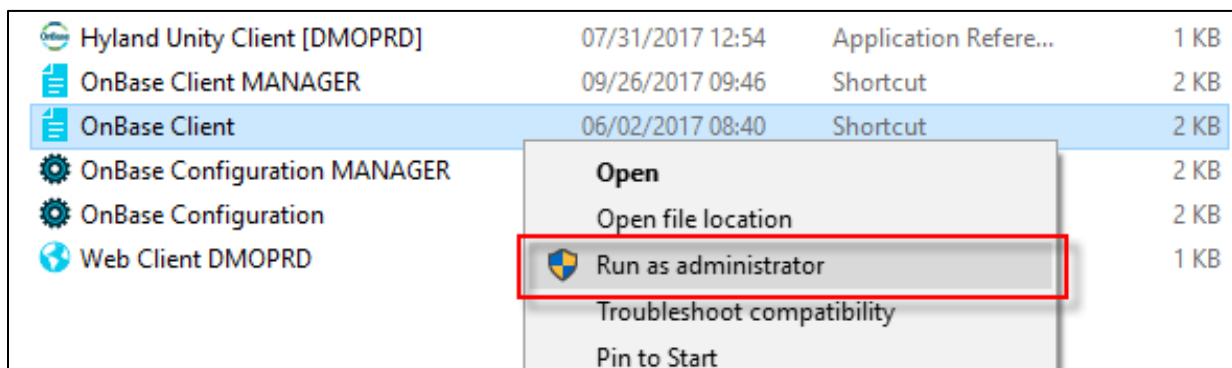 Hyland Unity Client [DMOPRD] 07/31/2017 12:54 Application Refere... 1 KB
OnBase Client MANAGER 09/26/2017 09:46 Shortcut 2 KB
OnBase Client 06/02/2017 08:40 Shortcut 2 KB
OnBase Configuration MANAGER 2 KB
Open
OnBase Configuration 2 KB
Open file location
Web Client DMOPRD 1 KB
Run as administrator
Troubleshoot compatibility
Pin to Start